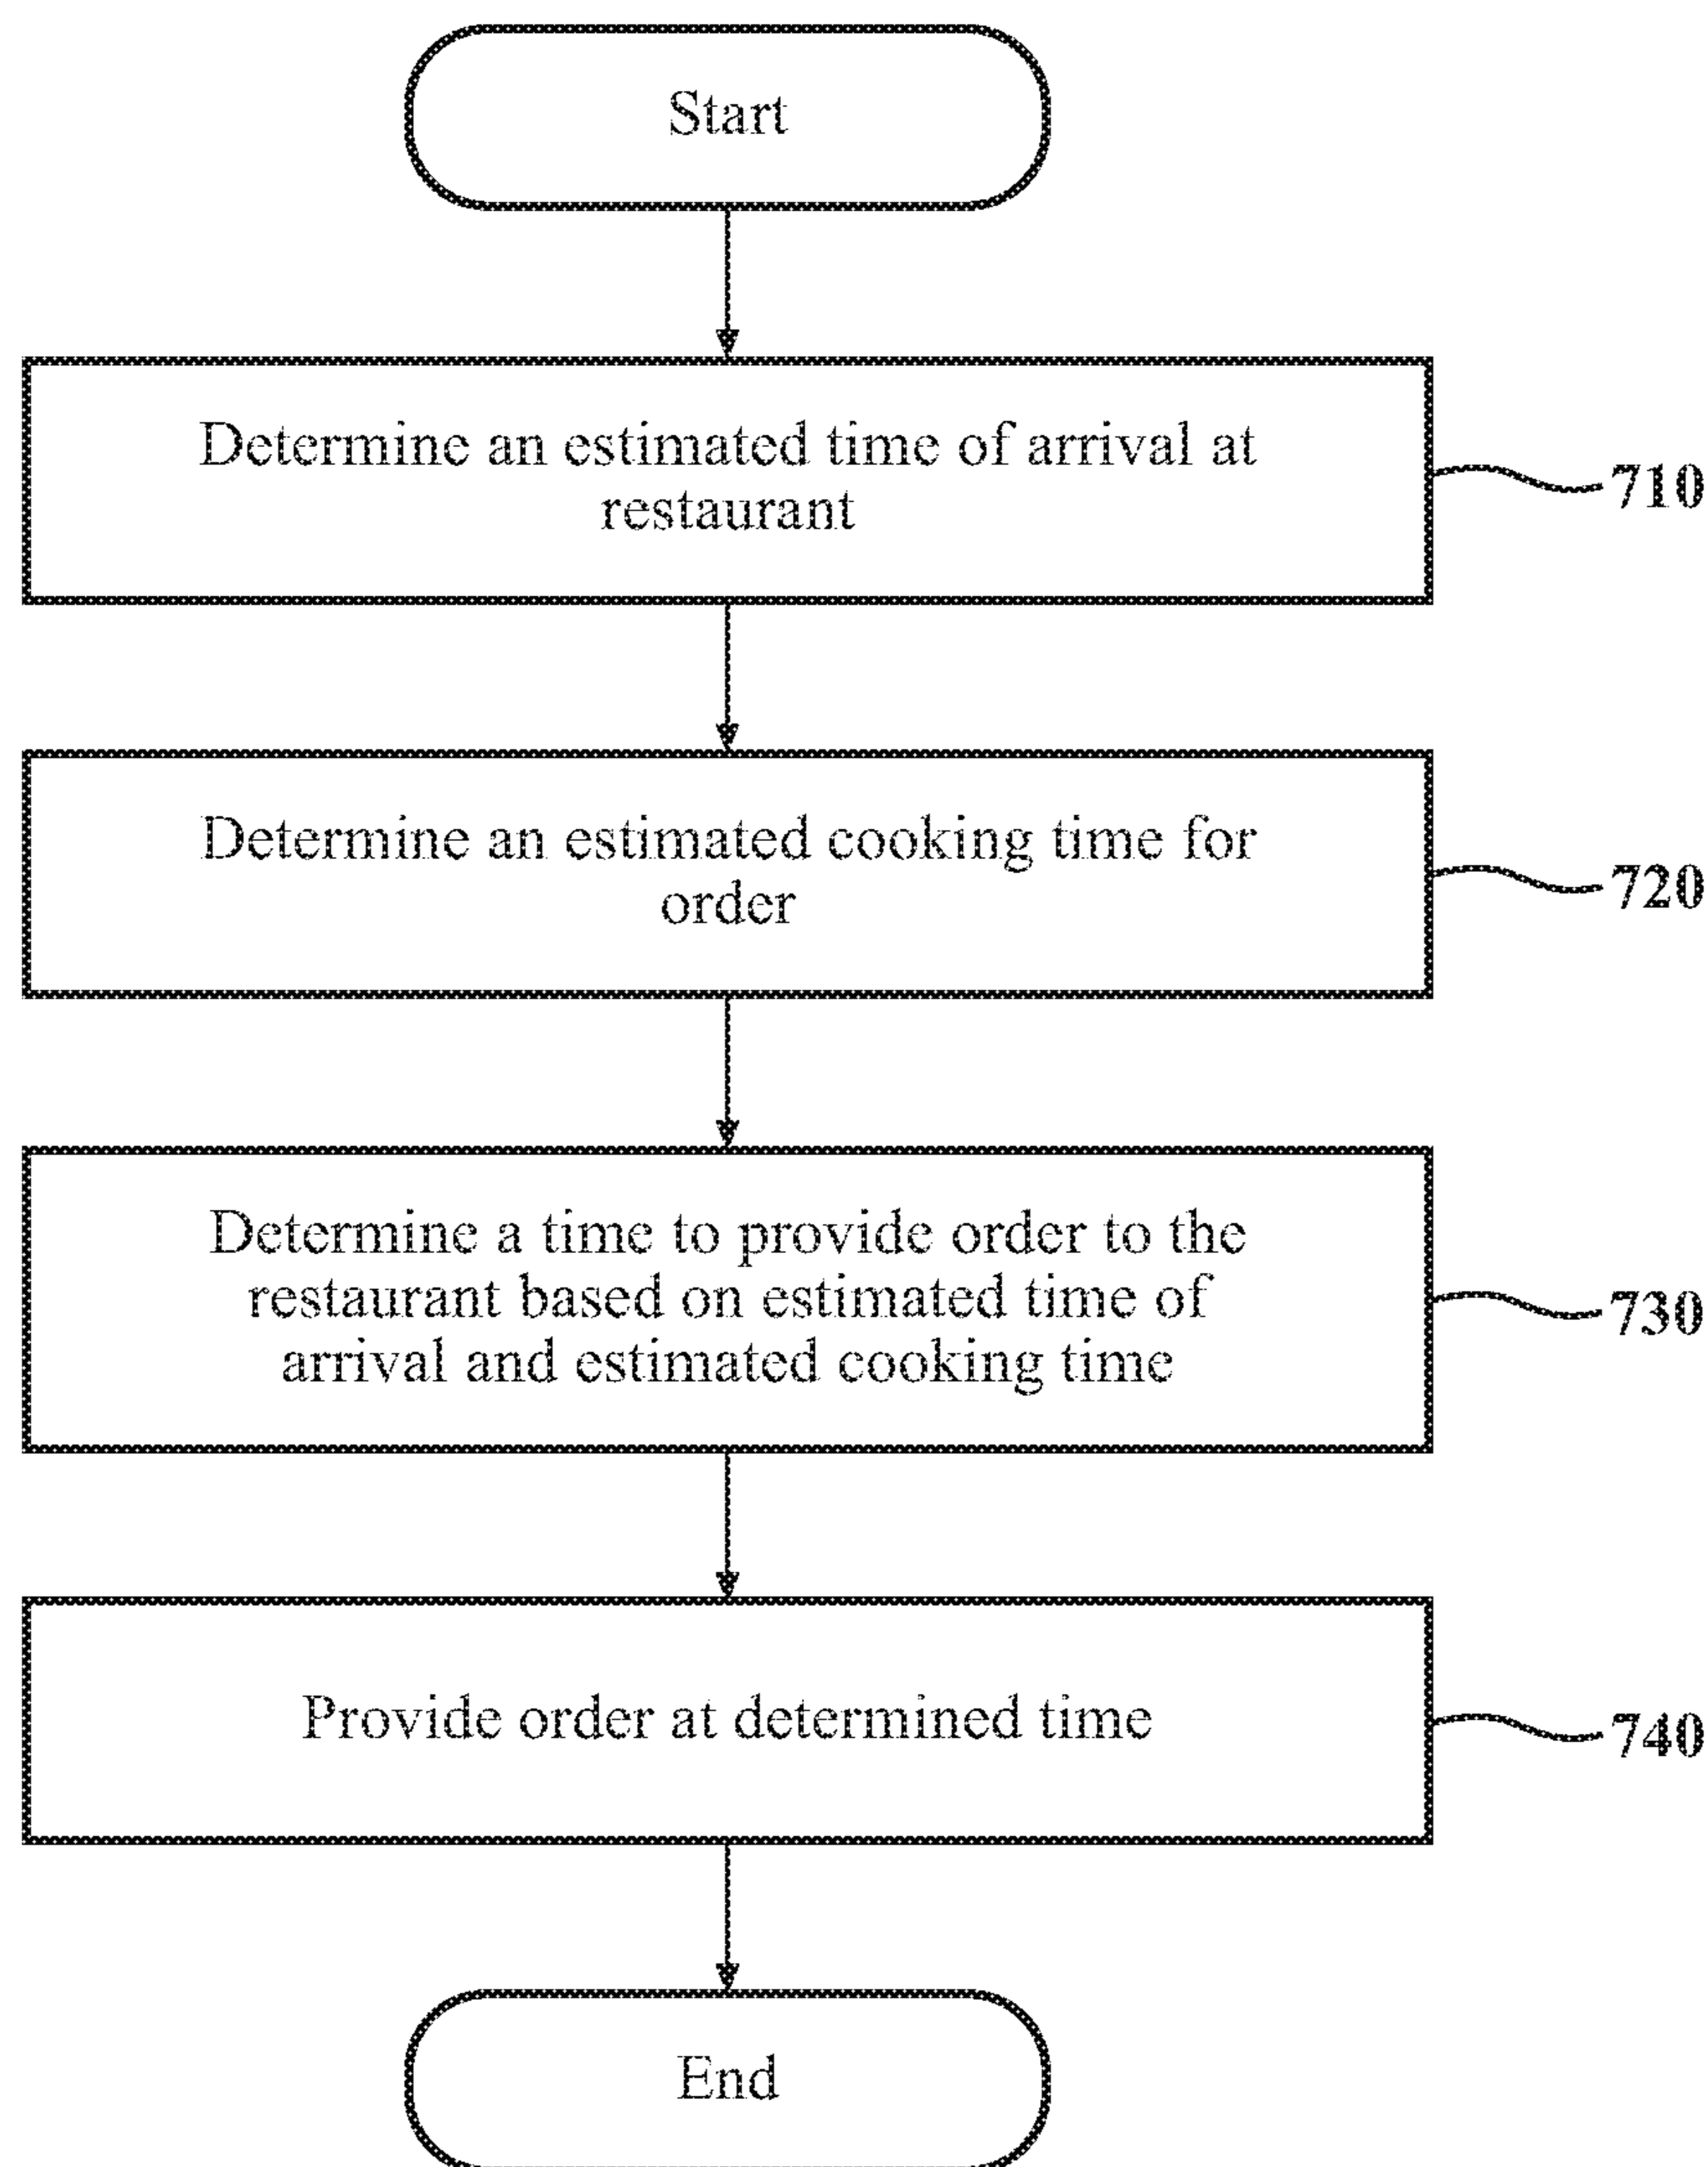 Start
Determine an estimated time of arrival at
restaurant
710
Determine an estimated cooking time for
order
720
Determine a time to provide order to the
restaurant based on estimated time of
arrival and estimated cooking time
730
Provide order at determined time
740
End